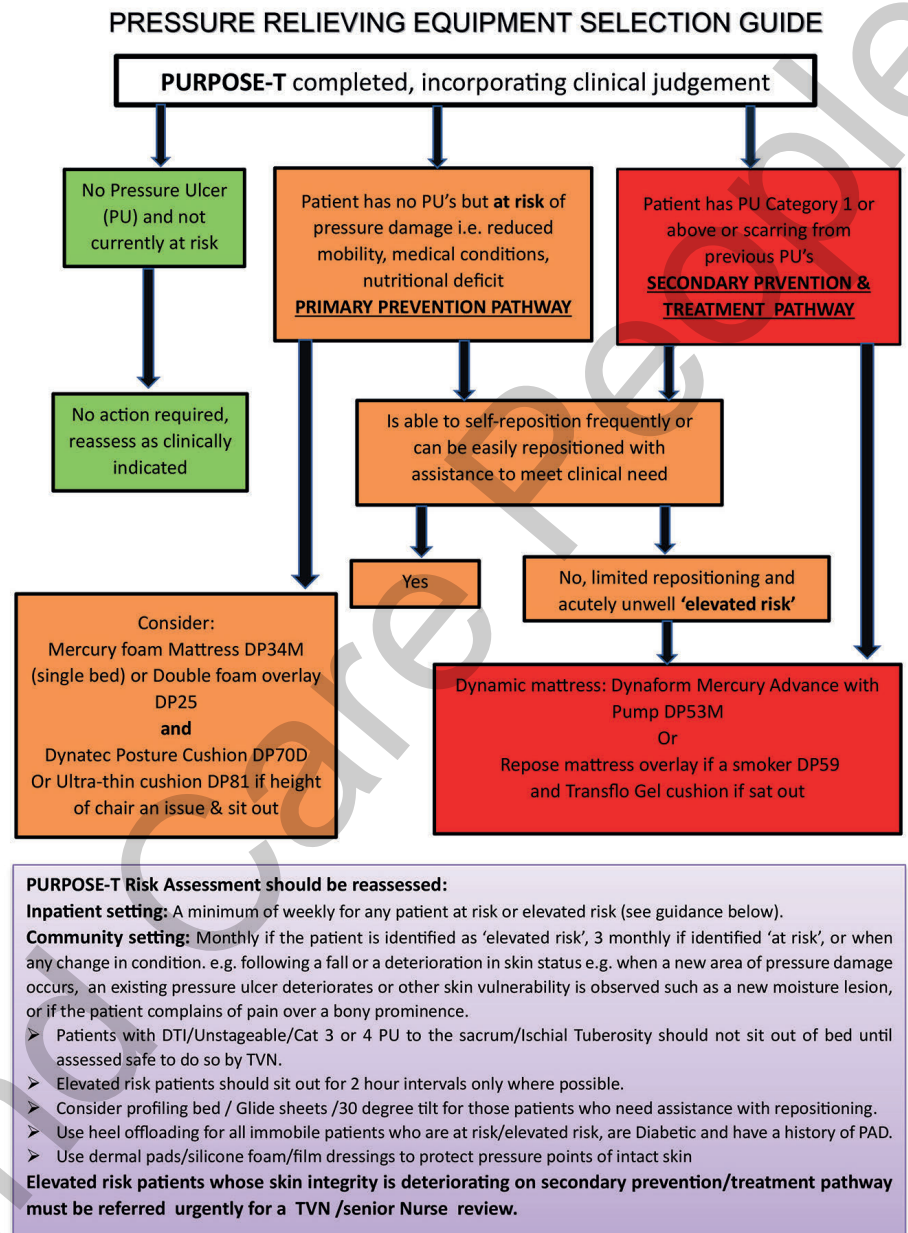 PRESSURE RELIEVING EQUIPMENT SELECTION GUIDE
PURPOSE-T completed, incorporating clinical judgement
No Pressure Ulcer
(PU) and not
currently at risk
Patient has no PU's but at risk of
pressure damage i.e. reduced
mobility, medical conditions,
nutritional deficit
PRIMARY PREVENTION PATHWAY
Patient has PU Category 1 or
above or scarring from
previous PU's
SECONDARY PRVENTION &
TREATMENT PATHWAY
No action required,
reassess as clinically
indicated
Is able to self-reposition frequently or
can be easily repositioned with
assistance to meet clinical need
Yes
No, limited repositioning and
acutely unwell 'elevated risk'
Consider:
Mercury foam Mattress DP34M
(single bed) or Double foam overlay
DP25
and
Dynatec Posture Cushion DP70D
Or Ultra-thin cushion DP81 if height
of chair an issue & sit out
Dynamic mattress: Dynaform Mercury Advance with
Pump DP53M
Or
Repose mattress overlay if a smoker DP59
and Transflo Gel cushion if sat out
PURPOSE-T Risk Assessment should be reassessed:
Inpatient setting: A minimum of weekly for any patient at risk or elevated risk (see guidance below).
Community setting: Monthly if the patient is identified as 'elevated risk', 3 monthly if identified 'at risk', or when
any change in condition. e.g. following a fall or a deterioration in skin status e.g. when a new area of pressure damage
occurs, an existing pressure ulcer deteriorates or other skin vulnerability is observed such as a new moisture lesion,
or if the patient complains of pain over a bony prominence.
➤ Patients with DTI/Unstageable/Cat 3 or 4 PU to the sacrum/Ischial Tuberosity should not sit out of bed until
assessed safe to do so by TVN.
➤ Elevated risk patients should sit out for 2 hour intervals only where possible.
➤ Consider profiling bed / Glide sheets /30 degree tilt for those patients who need assistance with repositioning.
➤ Use heel offloading for all immobile patients who are at risk/elevated risk, are Diabetic and have a history of PAD.
➤ Use dermal pads/silicone foam/film dressings to protect pressure points of intact skin
Elevated risk patients whose skin integrity is deteriorating on secondary prevention/treatment pathway
must be referred urgently for a TVN /senior Nurse review.
nd Care People